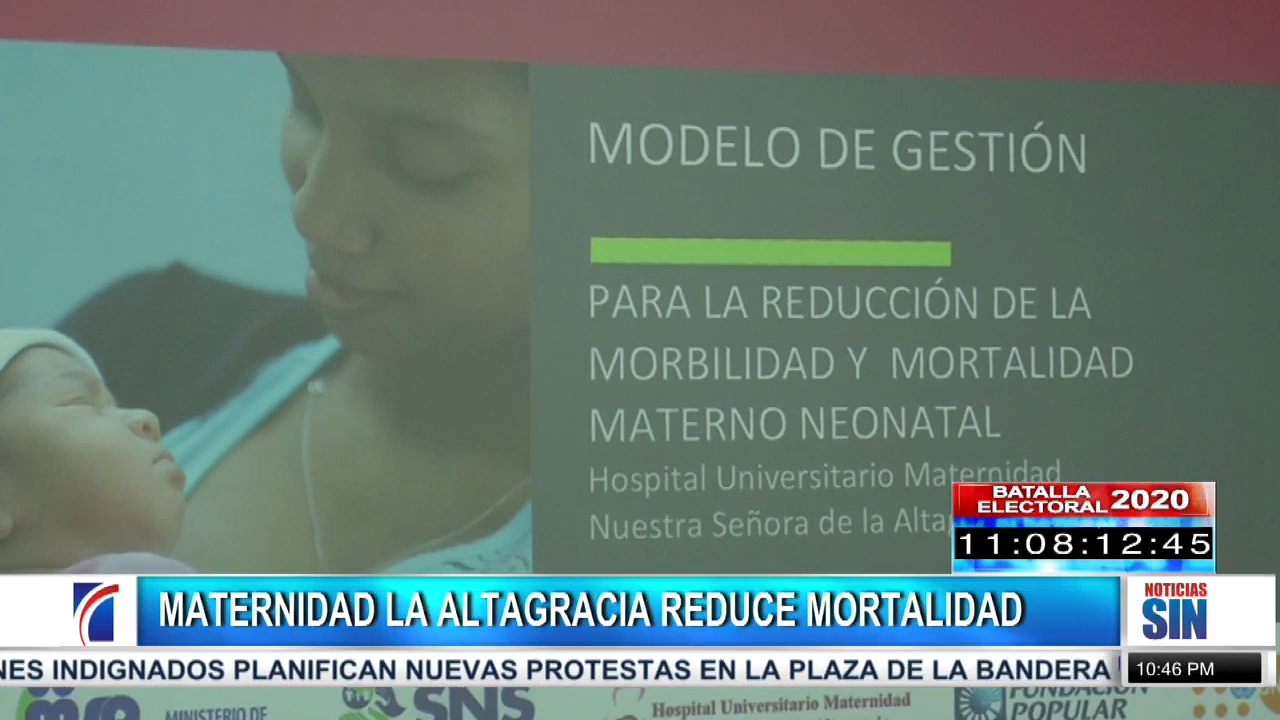 MODELO DE GESTIÓN
PARA LA REDUCCIÓN DE LA
MORBILIDAD Y MORTALIDAD
MATERNO NEONATAL
Hospital Universitario Maternidad
Nuestra Señora de la
BATALLA
ELECTORAL 2020
11:08:12:45
MATERNIDAD LA ALTAGRACIA REDUCE MORTALIDAD
NOTICIAS
SIN
INDIGNADOS PLANIFICAN NUEVAS PROTESTAS EN LA PLAZA DE LA BANDERA
10:46 PM
MINISTERIO DE
SNS
Hospital Universitario Maternidad
FUNDACIÓN
POPULAR